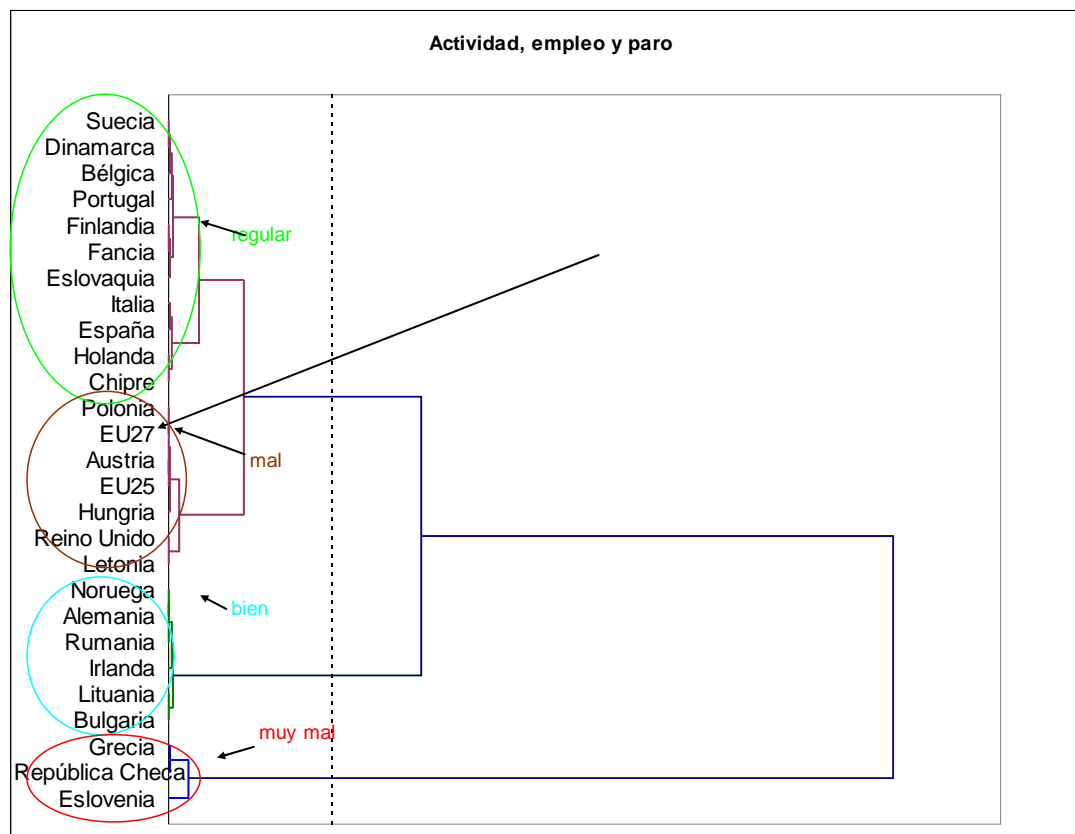 Actividad, empleo y paro
Suecia
Dinamarca
Bélgica
Portugal
Finlandia
regular
Fancia
Eslovaquia
Italia
España
Holanda
Chipre
Polonia
EU27
Austria
mal
EU25
Hungria
Reino Unido
Letonia
Noruega
bien
Alemania
Rumania
Irlanda
Lituania
Bulgaria
muy mal
Grecia
República Checa
Eslovenia